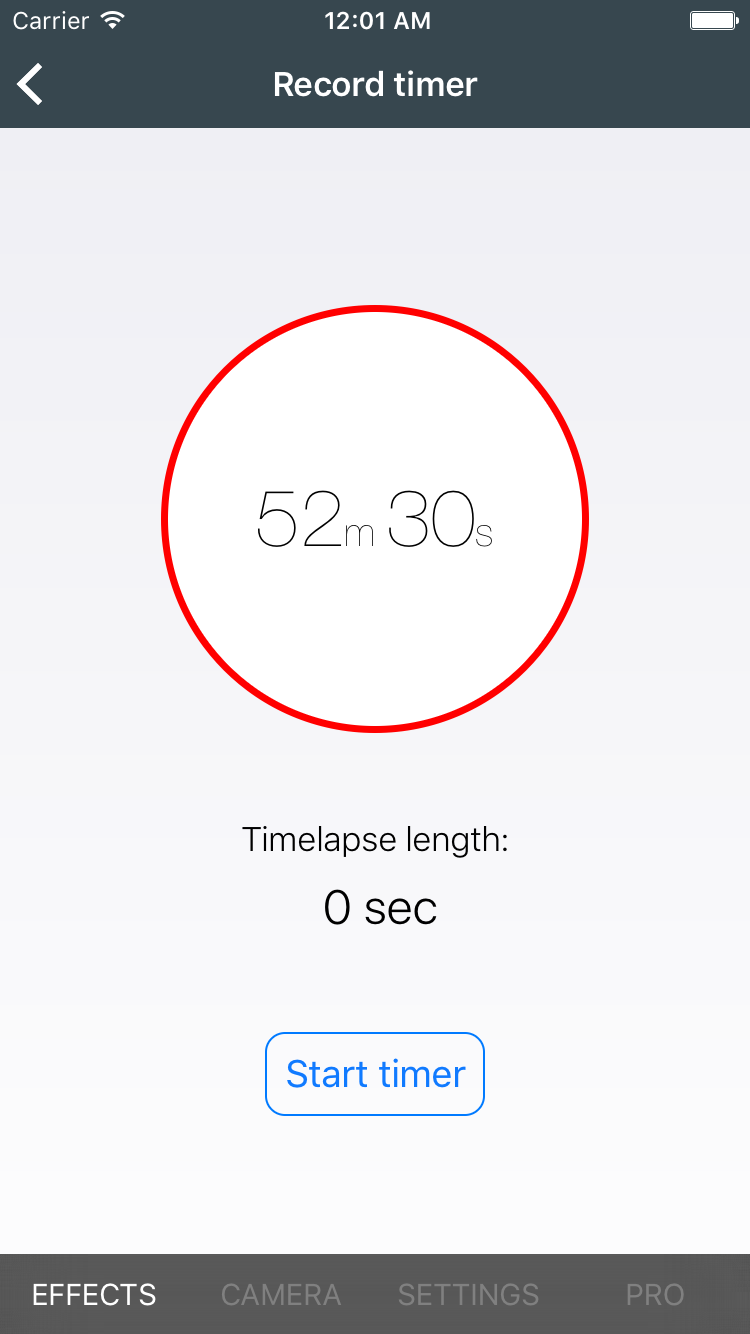 Carrier 12:01 AM
Record timer
52m 30s
Timelapse length:
0 sec
Start timer
EFFECTS CAMERA SETTINGS PRO